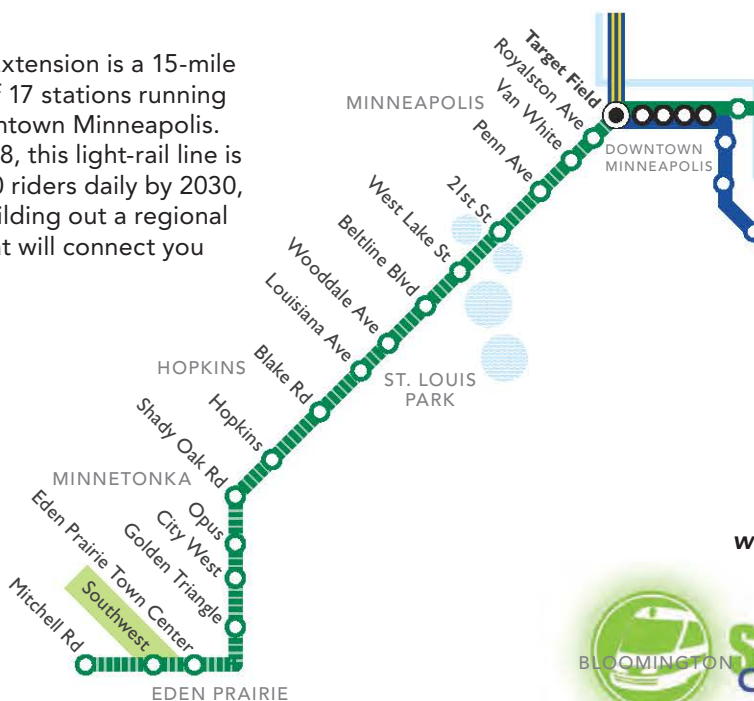 xtension is a 15-mile
17 stations running
ntown Minneapolis.
8, this light-rail line is
0 riders daily by 2030,
ilding out a regional
t will connect you
Target Field
Royalston Ave
Van White
MINNEAPOLIS
Penn Ave
DOWNTOWN
MINNEAPOLIS
21st St
West Lake St
Beltline Blvd
Wooddale Ave
Louisiana Ave
HOPKINS
Blake Rd
ST. LOUIS
PARK
Hopkins
Shady Oak Rd
MINNETONKA
Opus
City West
Golden Triangle
Eden Prairie Town Center
Southwest
Mitchell Rd
EDEN PRAIRIE
w
BLOOMINGTON
S